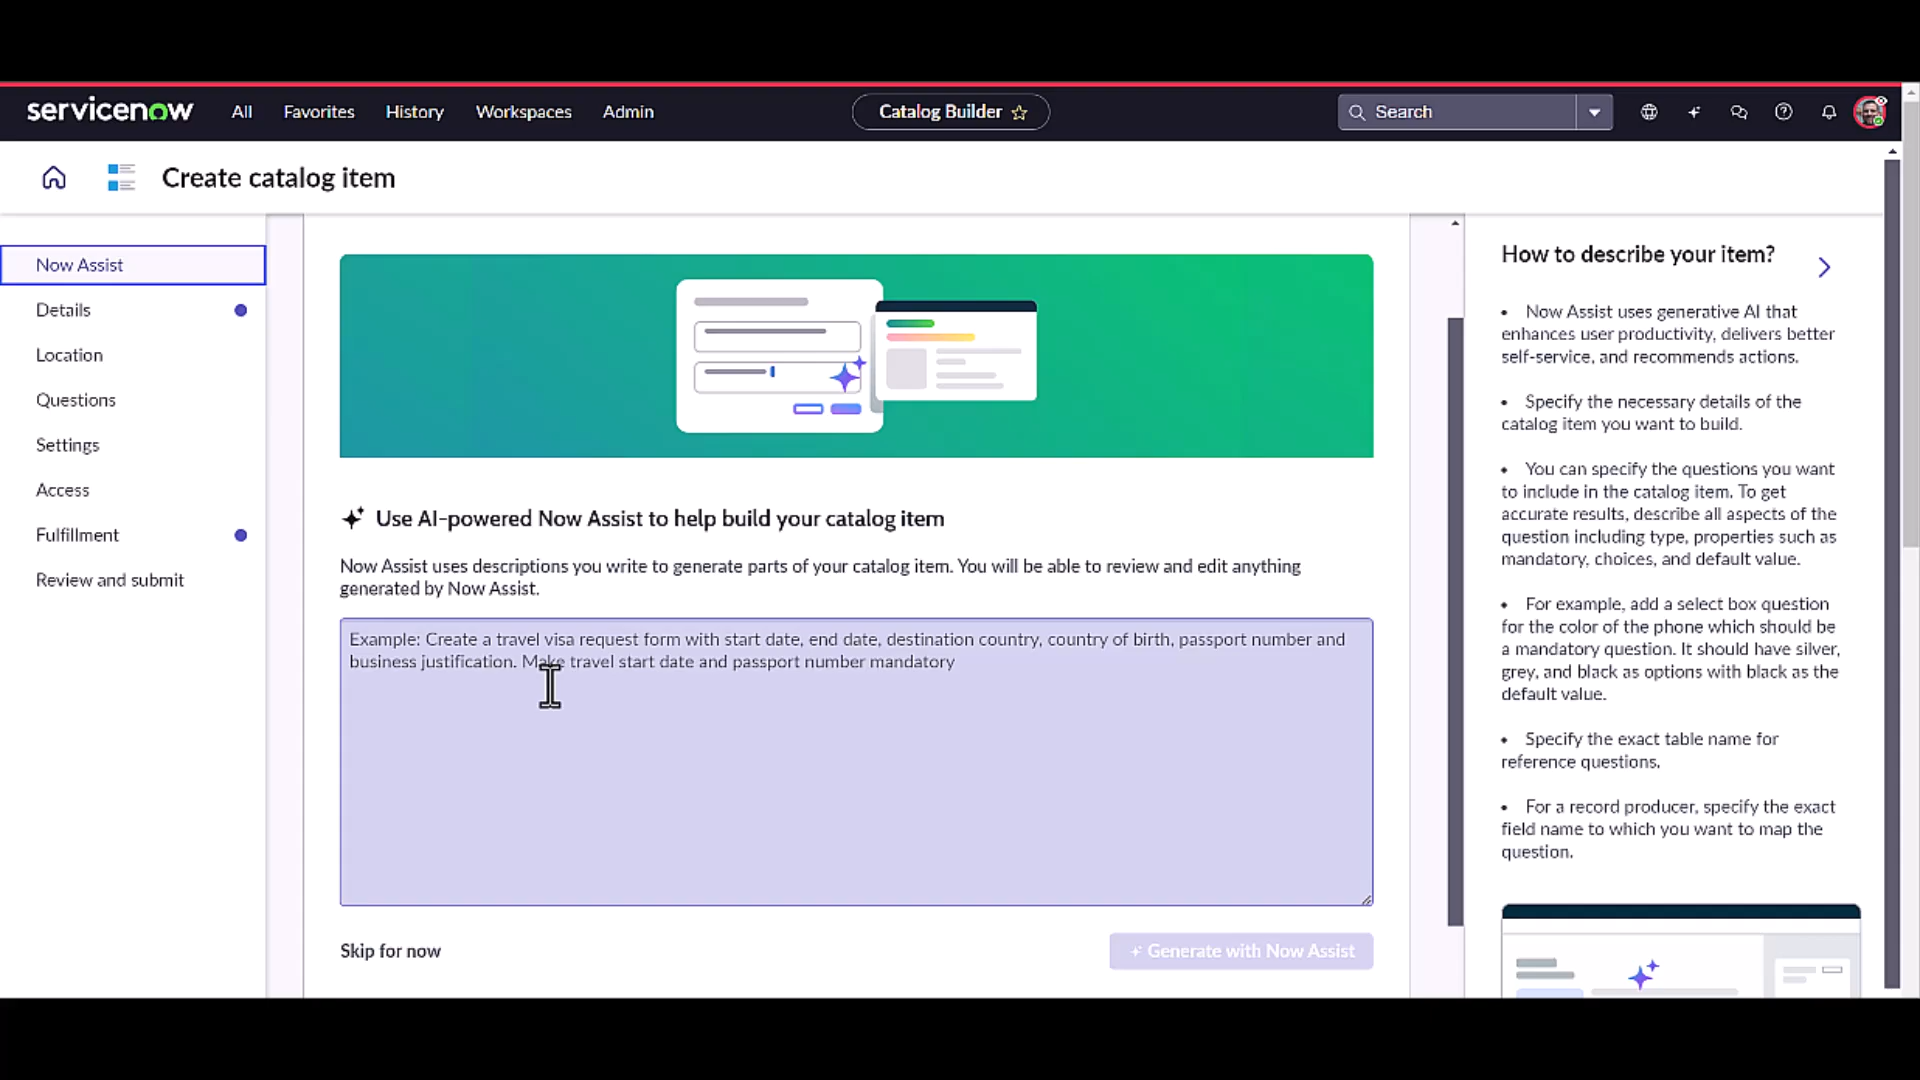 servicenow All Favorites History Workspaces Admin Catalog Builder Search
Create catalog item
Now Assist
Details
Location
Questions
Settings
Access
Fulfillment
Review and submit
Use AI-powered Now Assist to help build your catalog item
Now Assist uses descriptions you write to generate parts of your catalog item. You will be able to review and edit anything
generated by Now Assist.
Example: Create a travel visa request form with start date, end date, destination country, country of birth, passport number and
business justification. Make travel start date and passport number mandatory
Skip for now
Generate with Now Assist
How to describe your item?
• Now Assist uses generative AI that
enhances user productivity, delivers better
self-service, and recommends actions.
• Specify the necessary details of the
catalog item you want to build.
• You can specify the questions you want
to include in the catalog item. To get
accurate results, describe all aspects of the
question including type, properties such as
mandatory, choices, and default value.
• For example, add a select box question
for the color of the phone which should be
a mandatory question. It should have silver,
grey, and black as options with black as the
default value.
• Specify the exact table name for
reference questions.
• For a record producer, specify the exact
field name to which you want to map the
question.